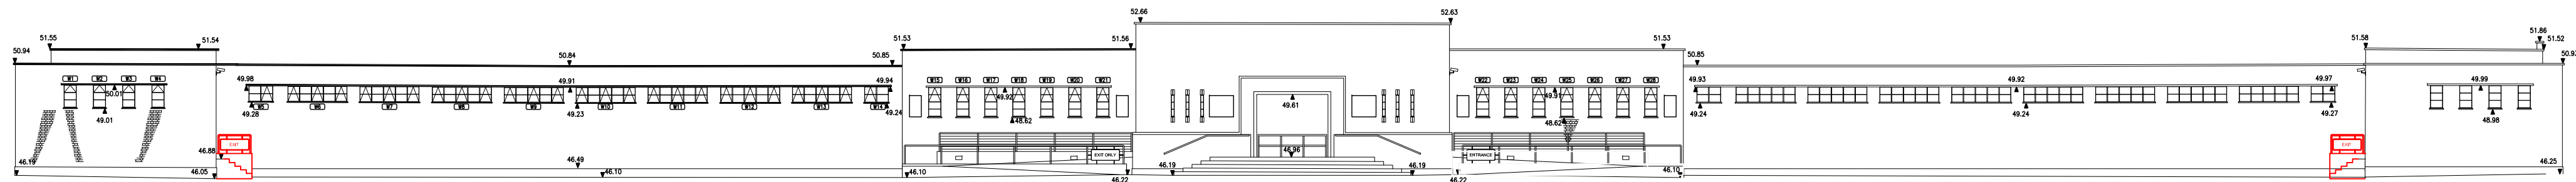 52.66 52.63
51.55 51.54 51.53 51.56 51.53 51.58 51.86 51.52
50.94 50.84 50.85 50.85 50.92
W1 W2 W3 W4 W15 W16 W17 W18 W19 W20 W21 W22 W23 W24 W25 W26 W27 W28
49.98 49.91 49.94 49.93 49.92 49.97 49.99
50.01 49.92 49.61 49.91
W5 W6 W7 W8 W9 W10 W11 W12 W13 W14
49.01 49.28 49.23 49.24 48.62 48.62 49.24 49.24 49.27 48.98
EXIT EXIT
46.88 46.96
EXIT ONLY ENTRANCE
46.19 46.49 46.19 46.19 46.25
46.05 46.10 46.10 46.22 46.22 46.10